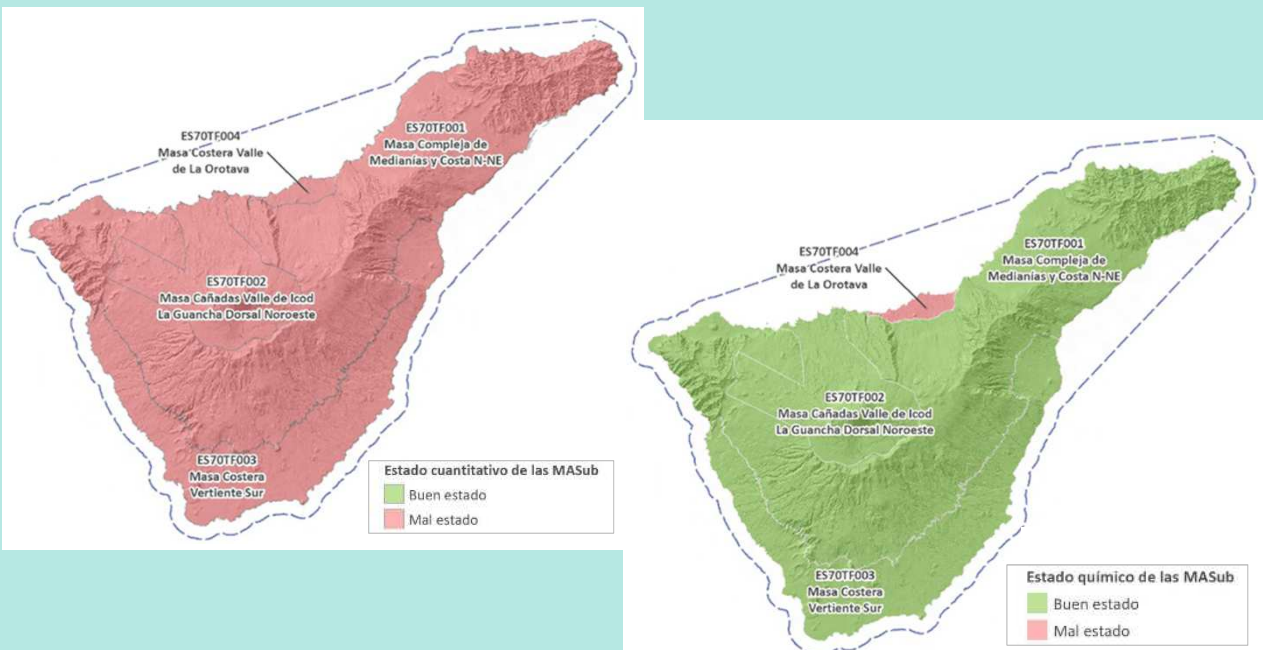 ES70TF004
Masa Costera Valle
de La Orotava
ES70TF001
Masa Compleja de
Medianías y Costa N-NE
ES70TF002
Masa Cañadas Valle de Icod
La Guancha Dorsal Noroeste
ES70TF003
Masa Costera
Vertiente Sur
Estado cuantitativo de las MASub
Buen estado
Mal estado
ES70TF004
Masa Costera Valle
de La Orotava
ES70TF001
Masa Compleja de
Medianías y Costa N-NE
ES70TF002
Masa Cañadas Valle de Icod
La Guancha Dorsal Noroeste
ES70TF003
Masa Costera
Vertiente Sur
Estado químico de las MASub
Buen estado
Mal estado